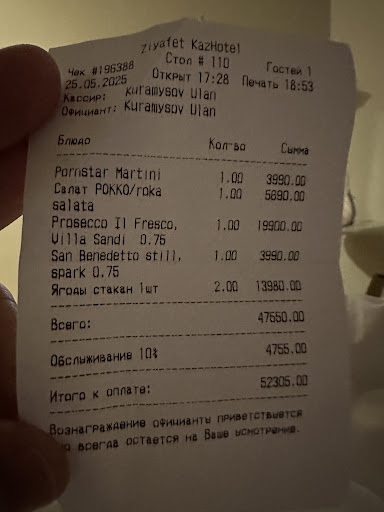 Ziyafet KazHotel
Стол # 110
Чек #196388 Гостей 1
25.05.2025 Открыт 17:28 Печать 18:53
Кассир: Kuramysov Ulan
Официант: Kuramysov Ulan
Блюдо Кол-во Сумма
Pornstar Martini 1.00 3990.00
Салат РОККО/roka 1.00 5690.00
salata
Prosecco Il Fresco, 1.00 19900.00
Villa Sandi 0.75
San Benedetto still, 1.00 3990.00
spark 0.75
Ягоды стакан 1шт 2.00 13980.00
Всего: 47550.00
Обслуживание 10% 4755.00
Итого к оплате: 52305.00
Вознаграждение официанты приветствуется
всегда остается на Ваше усмотрение.